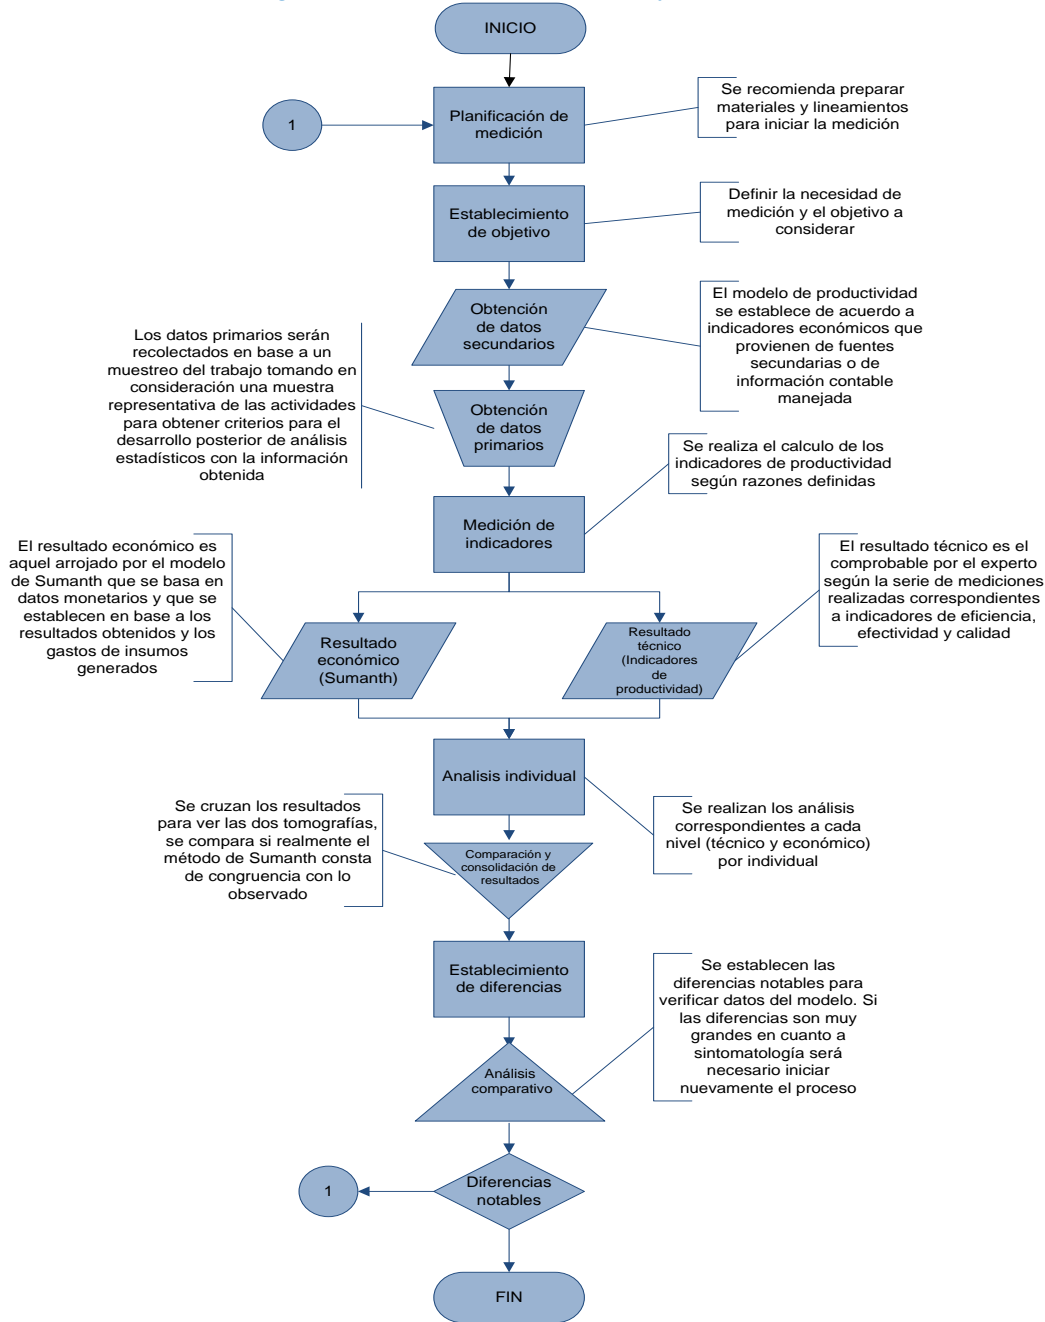 INICIO
Planificación de
medición
1
Se recomienda preparar
materiales y lineamientos
para iniciar la medición
Establecimiento
de objetivo
Definir la necesidad de
medición y el objetivo a
considerar
Obtención
de datos
secundarios
El modelo de productividad
se establece de acuerdo a
indicadores económicos que
provienen de fuentes
secundarias o de
información contable
manejada
Los datos primarios serán
recolectados en base a un
muestreo del trabajo tomando en
consideración una muestra
representativa de las actividades
para obtener criterios para el
desarrollo posterior de análisis
estadísticos con la información
obtenida
Obtención
de datos
primarios
Se realiza el calculo de los
indicadores de productividad
según razones definidas
Medición de
indicadores
El resultado económico es
aquel arrojado por el modelo
de Sumanth que se basa en
datos monetarios y que se
establecen en base a los
resultados obtenidos y los
gastos de insumos
generados
Resultado
económico
(Sumanth)
Resultado
técnico
(Indicadores
de
productividad)
El resultado técnico es el
comprobable por el experto
según la serie de mediciones
realizadas correspondientes
a indicadores de eficiencia,
efectividad y calidad
Analisis individual
Se realizan los análisis
correspondientes a cada
nivel (técnico y económico)
por individual
Se cruzan los resultados
para ver las dos tomografías,
se compara si realmente el
método de Sumanth consta
de congruencia con lo
observado
Comparación y
consolidación de
resultados
Establecimiento
de diferencias
Se establecen las
diferencias notables para
verificar datos del modelo. Si
las diferencias son muy
grandes en cuanto a
sintomatología será
necesario iniciar
nuevamente el proceso
Análisis
comparativo
Diferencias
notables
1
FIN